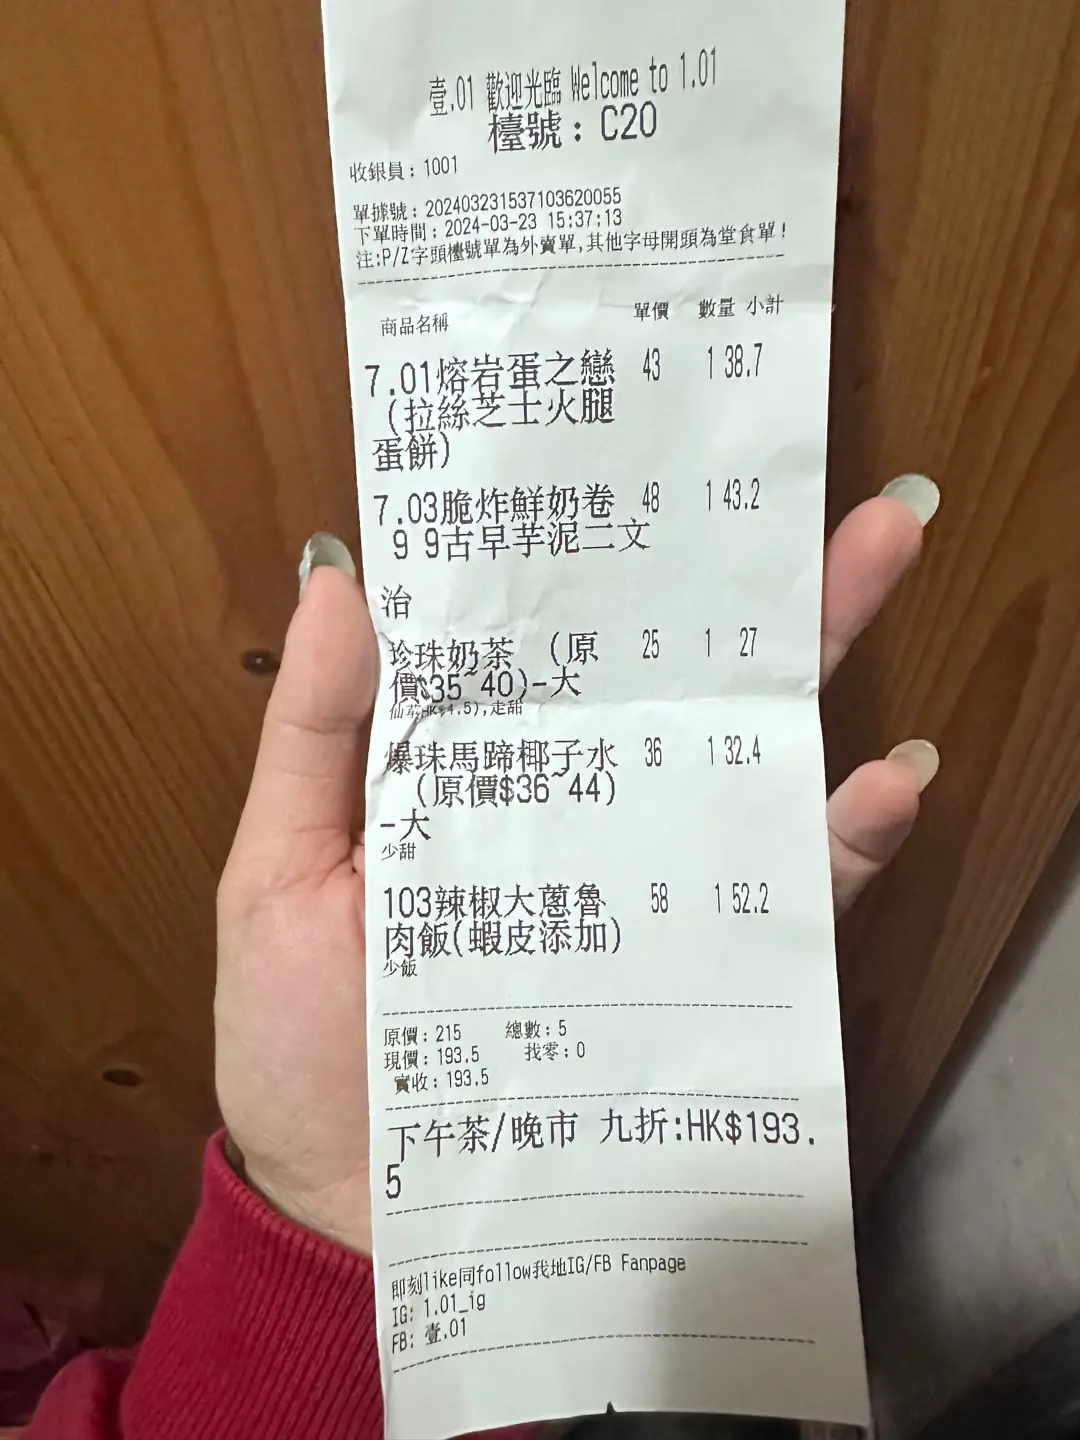 壹.01 歡迎光臨 Welcome to 1.01
檯號：C20
收銀員：1001
單據號：202403231537103620055
下單時間：2024-03-23 15:37:13
注:P/Z字頭檯號單為外賣單,其他字母開頭為堂食單!
商品名稱 單價 數量 小計
7.01熔岩蛋之戀 43 1 38.7
(拉絲芝士火腿
蛋餅)
7.03脆炸鮮奶卷 48 1 43.2
９９古早芋泥二文
治
珍珠奶茶 (原 25 1 27
價$35~40)-大
仙草HK$4.5),走甜
爆珠馬蹄椰子水 36 1 32.4
(原價$36~44)
-大
少甜
103辣椒大蔥魯 58 1 52.2
肉飯(蝦皮添加)
少飯
原價：215 總數：5
現價：193.5 找零：0
實收：193.5
下午茶/晚市 九折:HK$193.
5
即刻like同follow我地IG/FB Fanpage
IG: 1.01_ig
FB: 壹.01